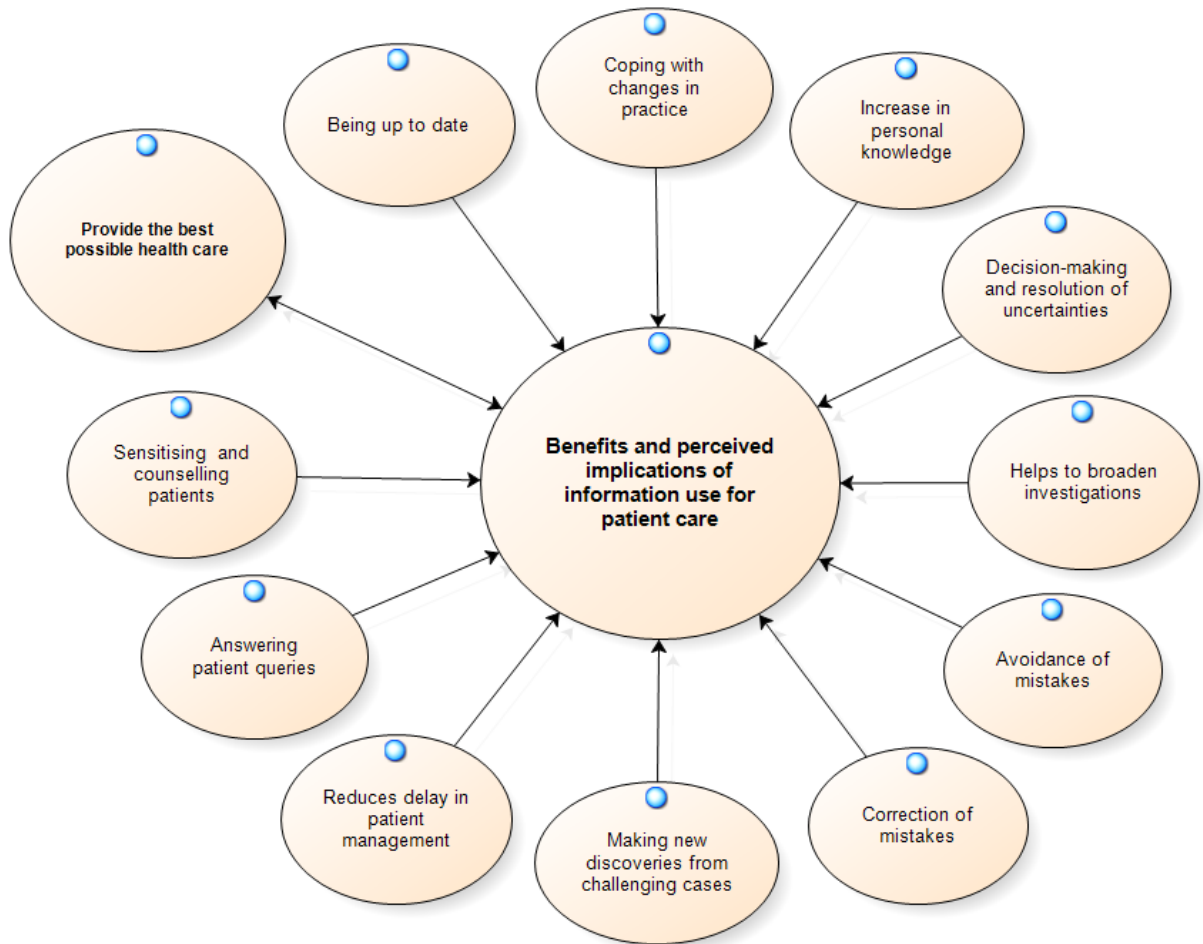 Coping with
changes in
practice
Being up to date
Increase in
personal
knowledge
Provide the best
possible health care
Decision-making
and resolution of
uncertainties
Sensitising and
counselling
patients
Benefits and perceived
implications of
information use for
patient care
Helps to broaden
investigations
Answering
patient queries
Avoidance of
mistakes
Reduces delay in
patient
management
Making new
discoveries from
challenging cases
Correction of
mistakes